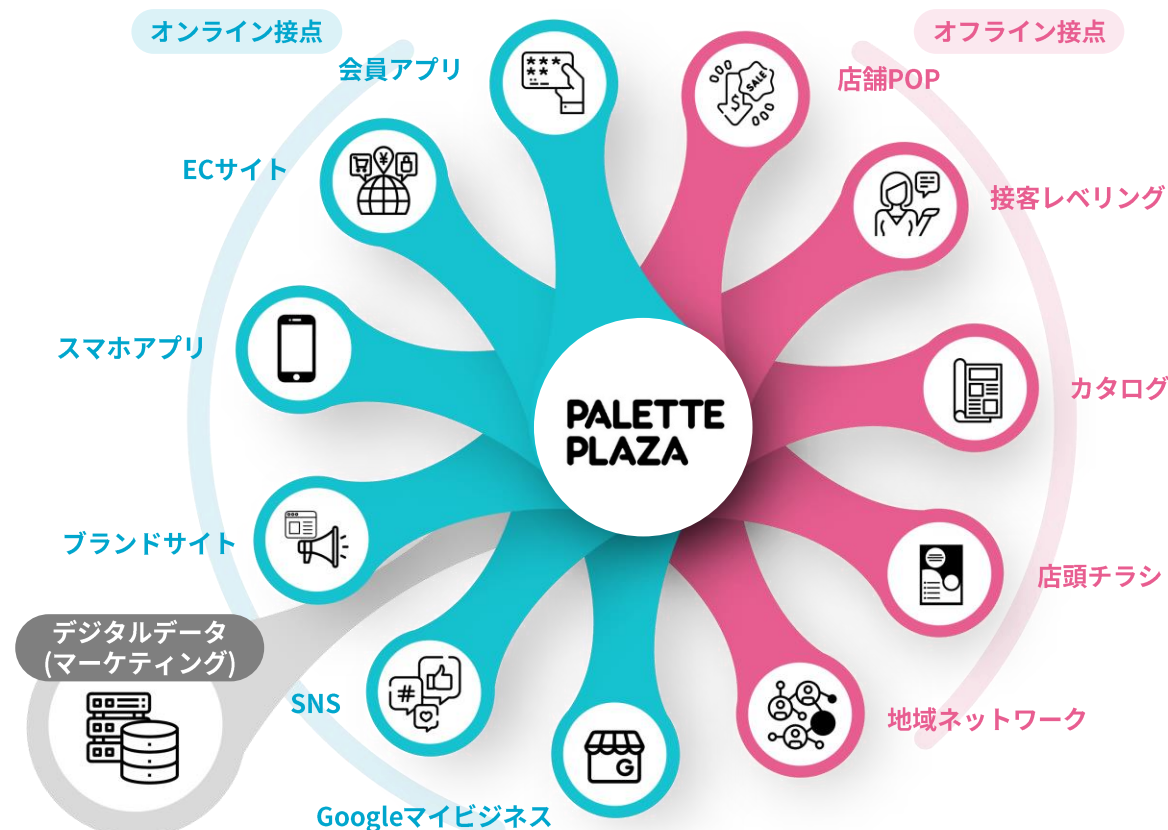 オンライン接点
オフライン接点
会員アプリ
店舗POP
ECサイト
接客レベリング
スマホアプリ
カタログ
ブランドサイト
店頭チラシ
デジタルデータ
(マーケティング)
SNS
地域ネットワーク
Googleマイビジネス
PALETTE
PLAZA
SALE
$
¥
***
**
#
G